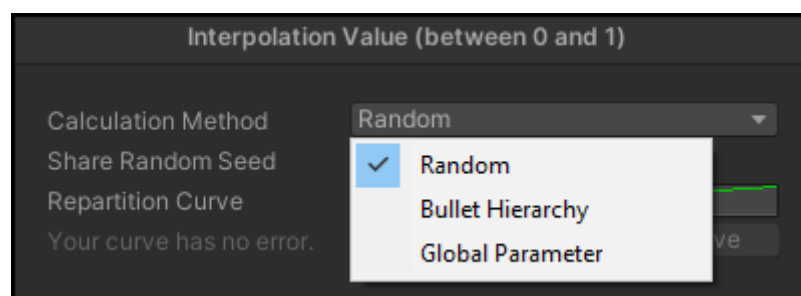 Interpolation Value (between 0 and 1)
Calculation Method Random
Share Random Seed Random
Repartition Curve Bullet Hierarchy
Your curve has no error. Global Parameter ve